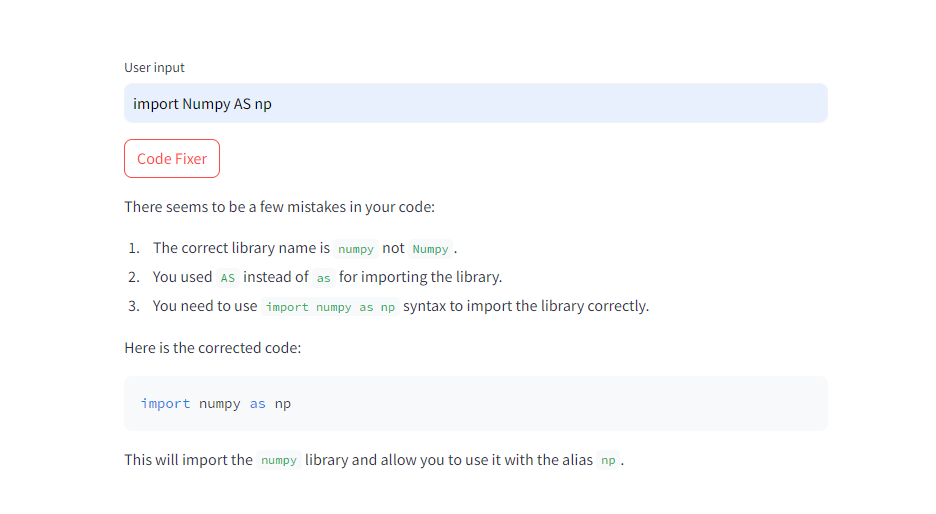 User input
import Numpy AS np
Code Fixer
There seems to be a few mistakes in your code:
1. The correct library name is numpy not Numpy.
2. You used AS instead of as for importing the library.
3. You need to use import numpy as np syntax to import the library correctly.
Here is the corrected code:
import numpy as np
This will import the numpy library and allow you to use it with the alias np.